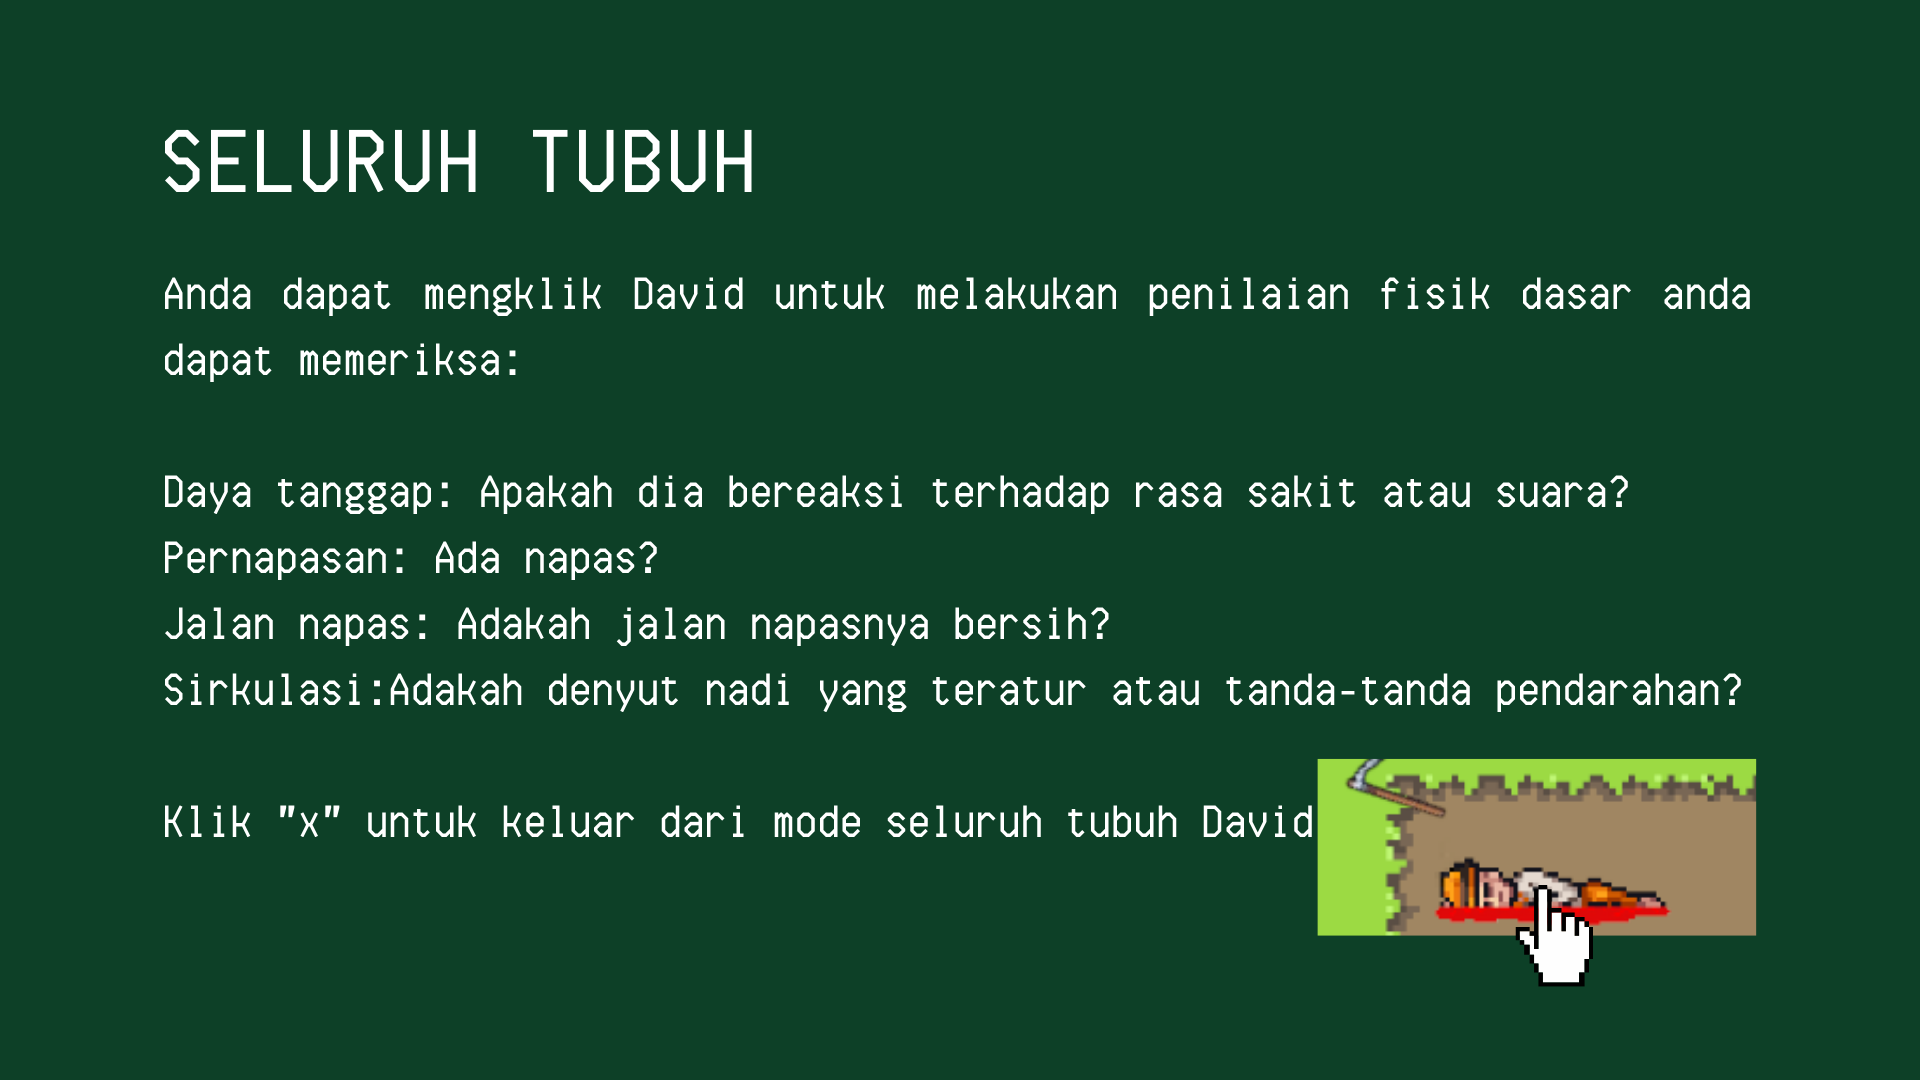 SELURUH TUBUH
Anda dapat mengklik David untuk melakukan penilaian fisik dasar anda
dapat memeriksa:
Daya tanggap: Apakah dia bereaksi terhadap rasa sakit atau suara?
Pernapasan: Ada napas?
Jalan napas: Adakah jalan napasnya bersih?
Sirkulasi:Adakah denyut nadi yang teratur atau tanda-tanda pendarahan?
Klik "x" untuk keluar dari mode seluruh tubuh David